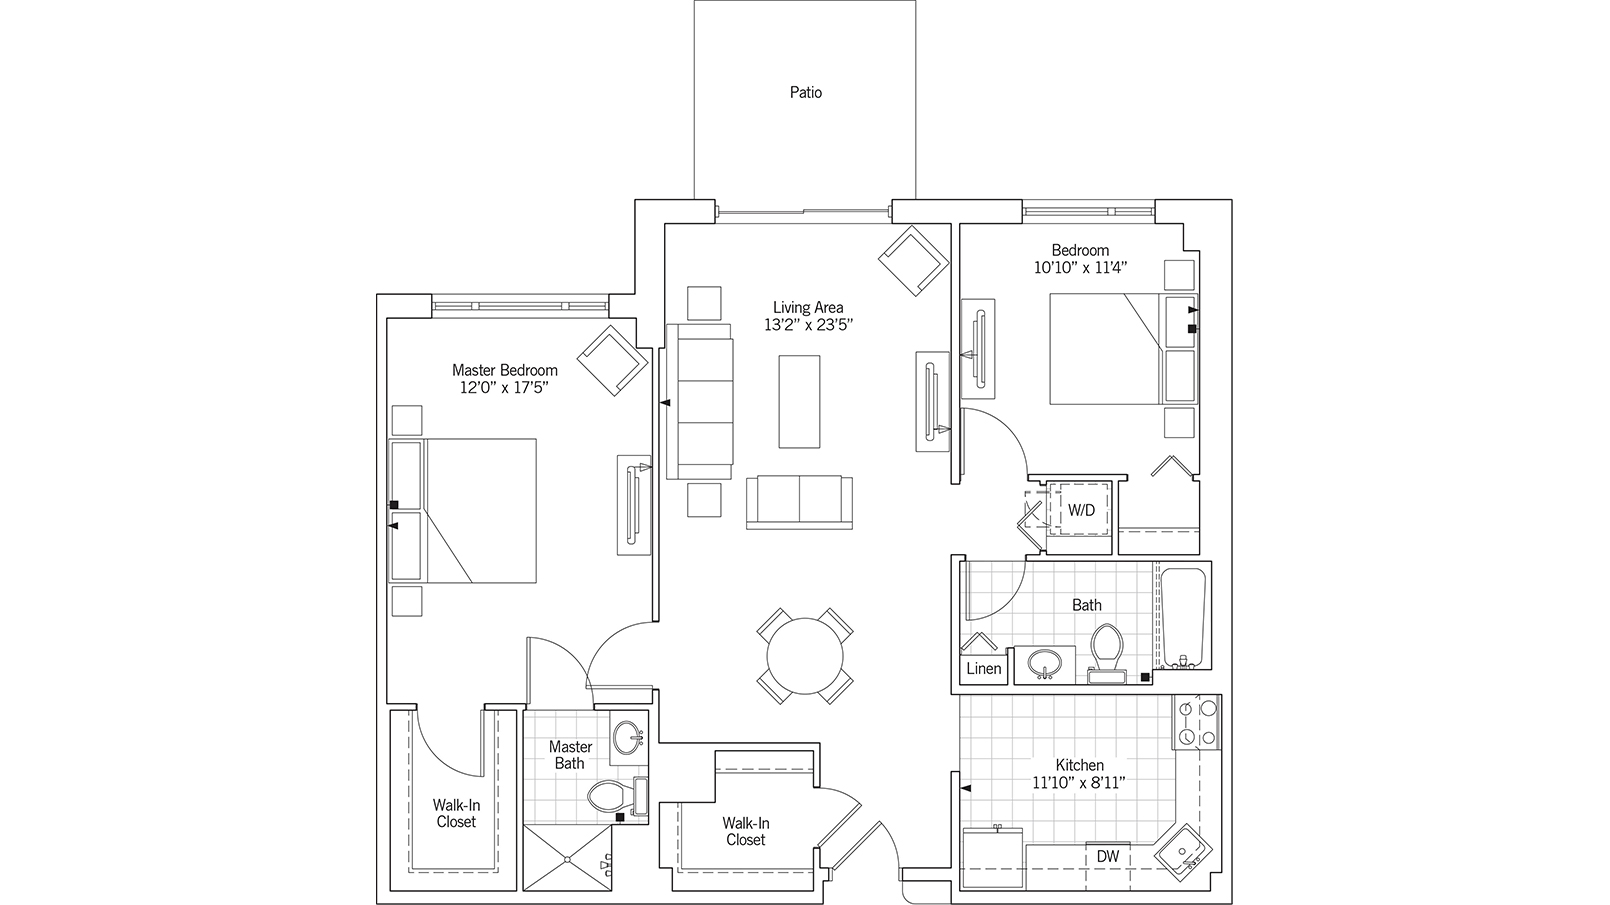 Patio
Bedroom
10’10” x 11’4”
Living Area
13’2” x 23’5”
Master Bedroom
12’0” x 17’5”
W/D
Bath
Linen
Master
Bath
Kitchen
11’10” x 8’11”
Walk-In
Closet
Walk-In
Closet
DW